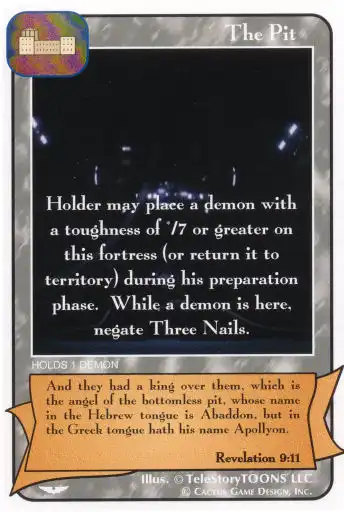 The Pit
Holder may place a demon with
a toughness of */7 or greater on
this fortress (or return it to
territory) during his preparation
phase. While a demon is here,
negate Three Nails.
HOLDS 1 DEMON
And they had a king over them, which is
the angel of the bottomless pit, whose name
in the Hebrew tongue is Abaddon, but in
the Greek tongue hath his name Apollyon.
Revelation 9:11
Illus. © TeleStoryTOONS LLC
© Cactus Game Design, Inc.